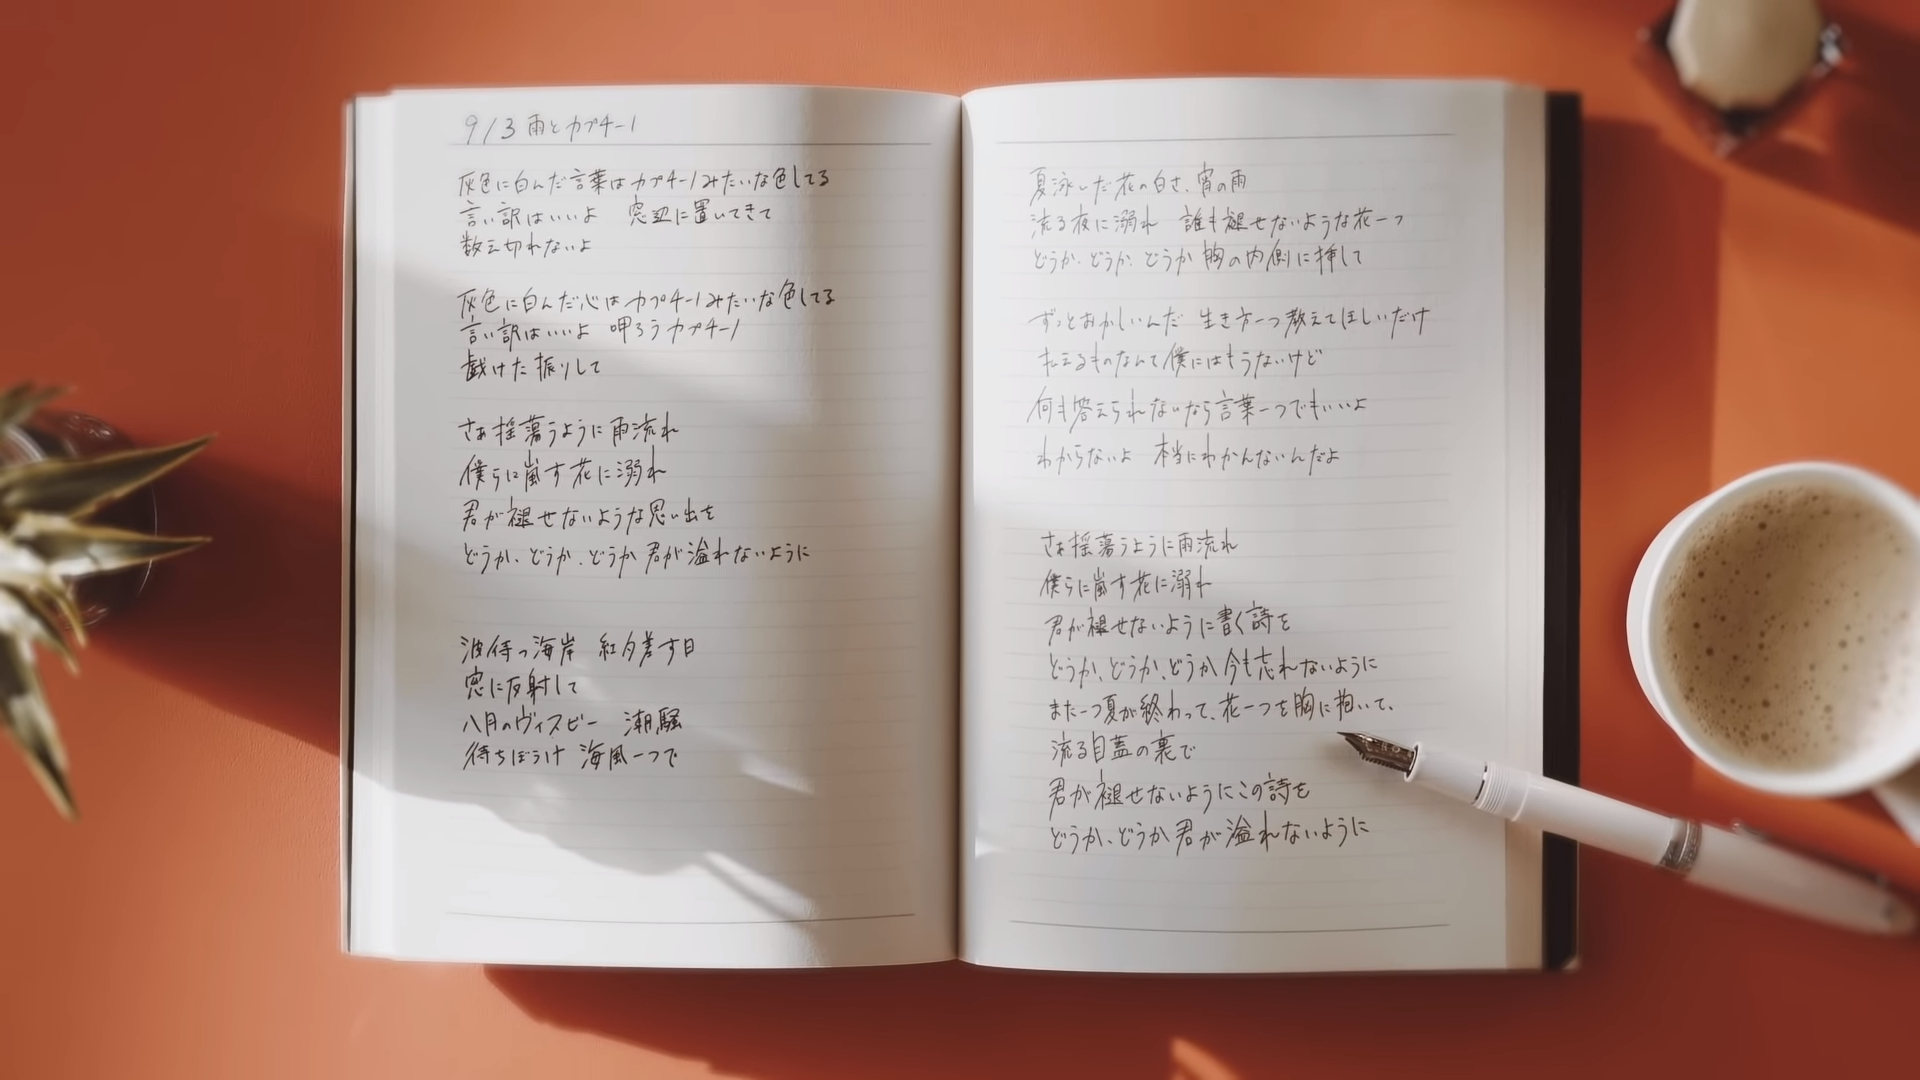 9/3 雨とカプチーノ
灰色に白んだ言葉はカプチーノみたいな色してる
言い訳はいいよ 窓辺に置いてきて
数え切れないよ
灰色に白んだ心はカプチーノみたいな色してる
言い訳はいいよ 呷ろうカプチーノ
戯けた振りして
さぁ揺蕩うように雨流れ
僕らに嵐す花に溺れ
君が褪せないような思い出を
どうか、どうか、どうか君が溢れないように
波待つ海岸 紅夕差す日
窓に反射して
八月のヴィスビー 潮騒
待ちぼうけ 海風一つで
夏泳いだ花の白さ、宵の雨
流る夜に溺れ 誰も褪せないような花一つ
どうか、どうか、どうか 胸の内側に挿して
ずっとおかしいんだ 生き方一つ教えてほしいだけ
払えるものなんて僕にはもうないけど
何も答えられないなら言葉一つでもいいよ
わからないよ 本当にわかんないんだよ
さぁ揺蕩うように雨流れ
僕らに嵐す花に溺れ
君が褪せないように書く詩を
どうか、どうか、どうか今も忘れないように
また一つ夏が終わって、花一つを胸に抱いて、
流る目蓋の裏で
君が褪せないようにこの詩を
どうか、どうか君が溢れないように